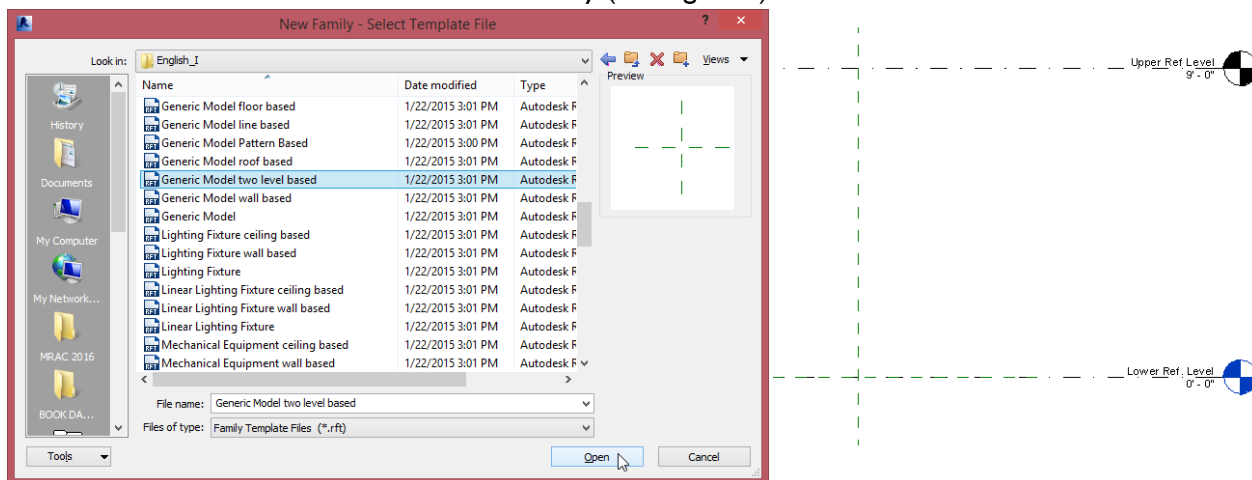 New Family - Select Template File
? ×
Look in: English_I
Views
Name Date modified Type
Preview
Generic Model floor based 1/22/2015 3:01 PM Autodesk R
Generic Model line based 1/22/2015 3:01 PM Autodesk R
Generic Model Pattern Based 1/22/2015 3:00 PM Autodesk R
Generic Model roof based 1/22/2015 3:01 PM Autodesk R
Generic Model two level based 1/22/2015 3:01 PM Autodesk R
Generic Model wall based 1/22/2015 3:01 PM Autodesk R
Generic Model 1/22/2015 3:01 PM Autodesk R
Lighting Fixture ceiling based 1/22/2015 3:01 PM Autodesk R
Lighting Fixture wall based 1/22/2015 3:01 PM Autodesk R
Lighting Fixture 1/22/2015 3:01 PM Autodesk R
Linear Lighting Fixture ceiling based 1/22/2015 3:01 PM Autodesk R
Linear Lighting Fixture wall based 1/22/2015 3:01 PM Autodesk R
Linear Lighting Fixture 1/22/2015 3:01 PM Autodesk R
Mechanical Equipment ceiling based 1/22/2015 3:01 PM Autodesk R
Mechanical Equipment wall based 1/22/2015 3:01 PM Autodesk R
History
Documents
My Computer
My Network...
MRAC 2016
BOOK DA...
File name: Generic Model two level based
Files of type: Family Template Files (*.rft)
Tools
Open
Cancel
Upper Ref Level
9' - 0"
Lower Ref. Level
0' - 0"